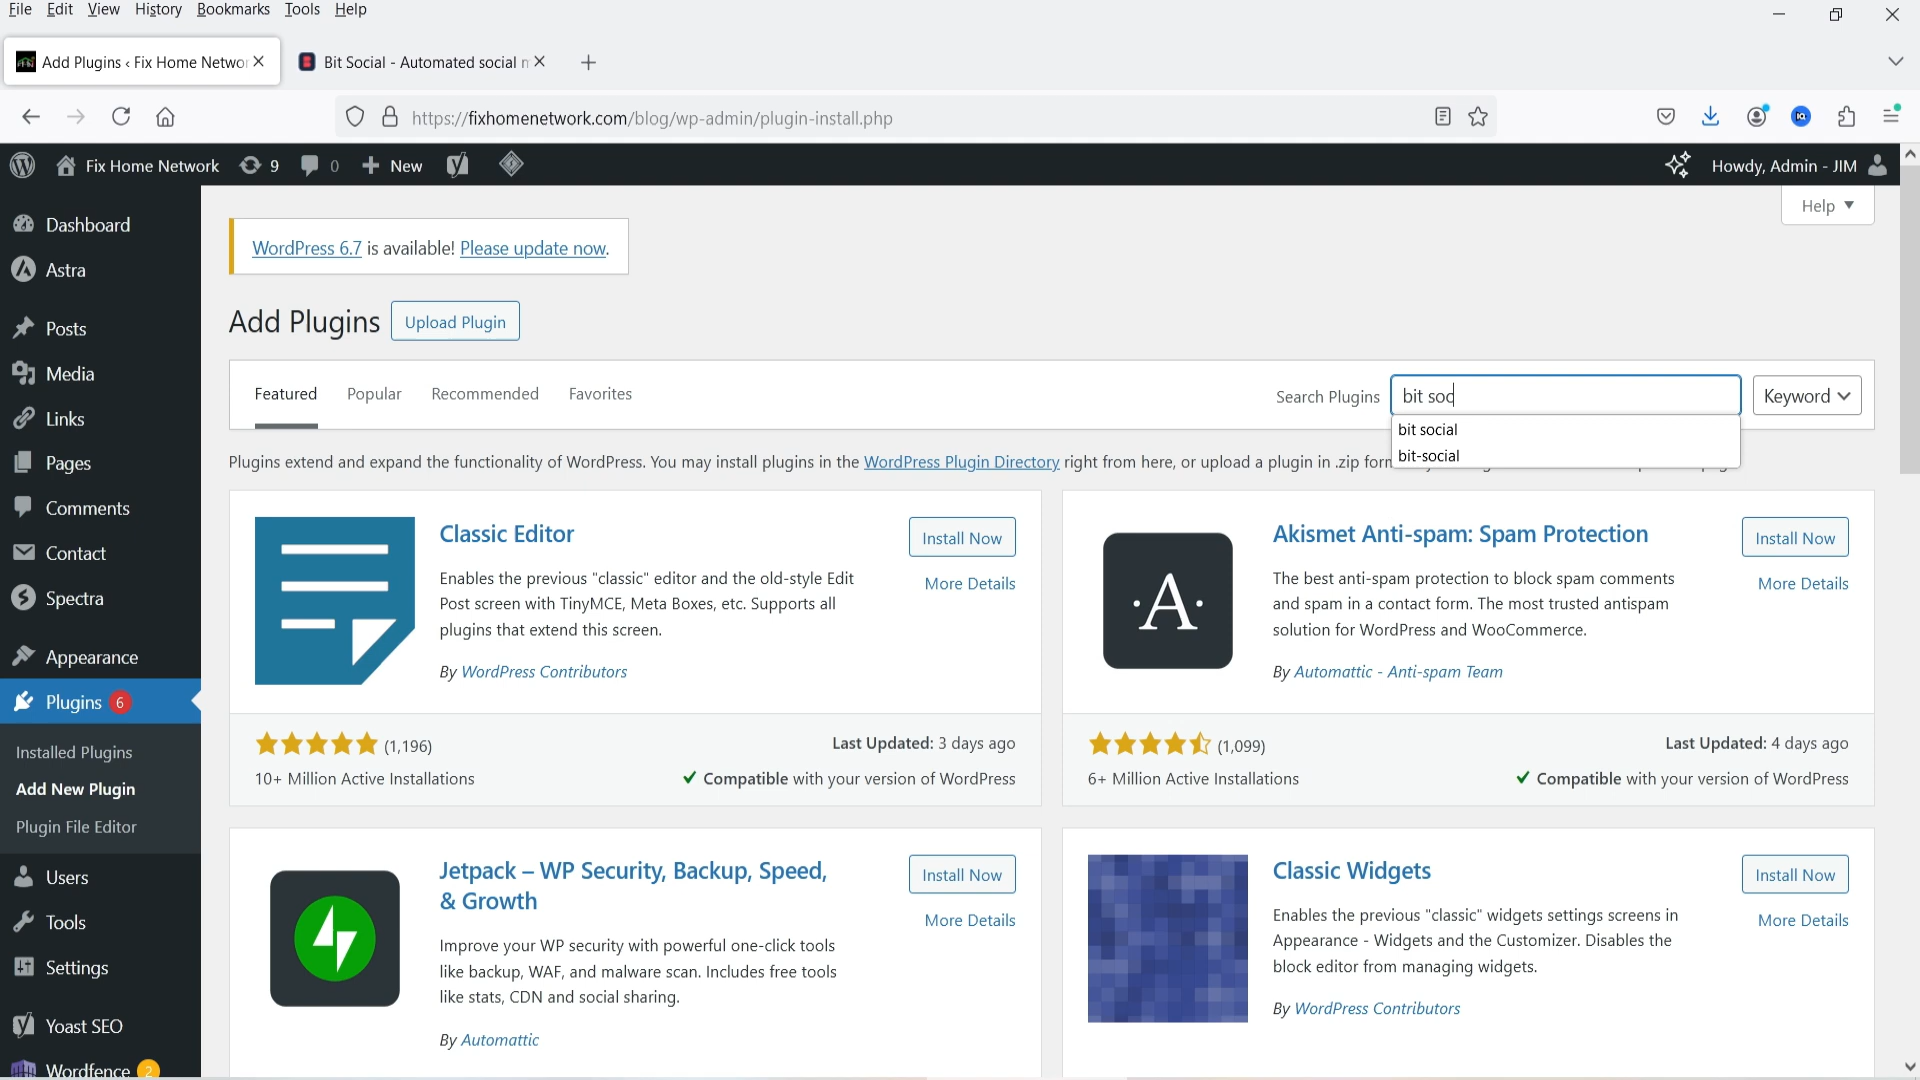 File Edit View History Bookmarks Tools Help
Add Plugins ‹ Fix Home Networ
Bit Social - Automated social m
https://fixhomenetwork.com/blog/wp-admin/plugin-install.php
Fix Home Network 9 0 New
Howdy, Admin - JIM
Help
Dashboard
Astra
Posts
Media
Links
Pages
Comments
Contact
Spectra
Appearance
Plugins 6
Installed Plugins
Add New Plugin
Plugin File Editor
Users
Tools
Settings
Yoast SEO
Wordfence 2
WordPress 6.7 is available! Please update now.
Add Plugins Upload Plugin
Featured Popular Recommended Favorites
Search Plugins bit soc Keyword
bit social
bit-social
Plugins extend and expand the functionality of WordPress. You may install plugins in the WordPress Plugin Directory right from here, or upload a plugin in .zip
Classic Editor
Install Now
More Details
Enables the previous "classic" editor and the old-style Edit
Post screen with TinyMCE, Meta Boxes, etc. Supports all
plugins that extend this screen.
By WordPress Contributors
(1,196)
Last Updated: 3 days ago
10+ Million Active Installations
Compatible with your version of WordPress
Akismet Anti-spam: Spam Protection
Install Now
More Details
The best anti-spam protection to block spam comments
and spam in a contact form. The most trusted antispam
solution for WordPress and WooCommerce.
By Automattic - Anti-spam Team
(1,099)
Last Updated: 4 days ago
6+ Million Active Installations
Compatible with your version of WordPress
Jetpack – WP Security, Backup, Speed,
& Growth
Install Now
More Details
Improve your WP security with powerful one-click tools
like backup, WAF, and malware scan. Includes free tools
like stats, CDN and social sharing.
By Automattic
Classic Widgets
Install Now
More Details
Enables the previous "classic" widgets settings screens in
Appearance - Widgets and the Customizer. Disables the
block editor from managing widgets.
By WordPress Contributors